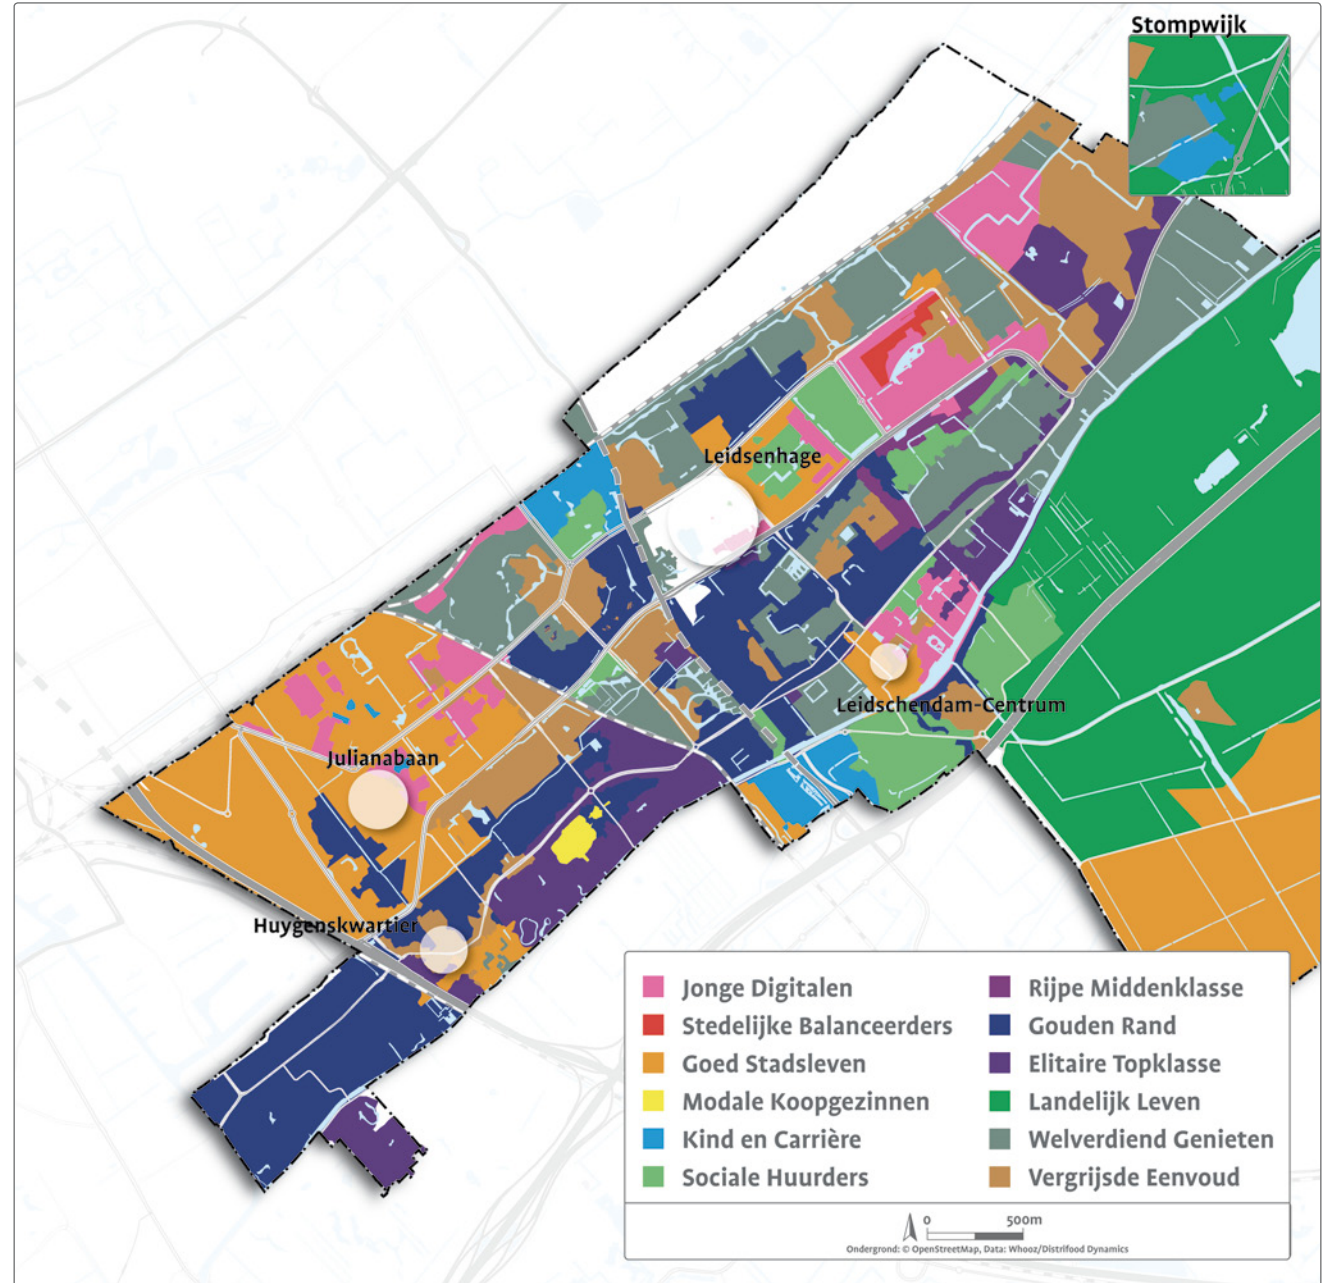 Stompwijk
Leidsenhage
Leidschendam-Centrum
Julianabaan
Huygenskwartier
Jonge Digitalen
Stedelijke Balanceerders
Goed Stadsleven
Modale Koopgezinnen
Kind en Carrière
Sociale Huurders
Rijpe Middenklasse
Gouden Rand
Elitaire Topklasse
Landelijk Leven
Welverdiend Genieten
Vergrijsde Eenvoud
0 500m
Ondergrond: © OpenStreetMap, Data: Whooz/Distrifood Dynamics